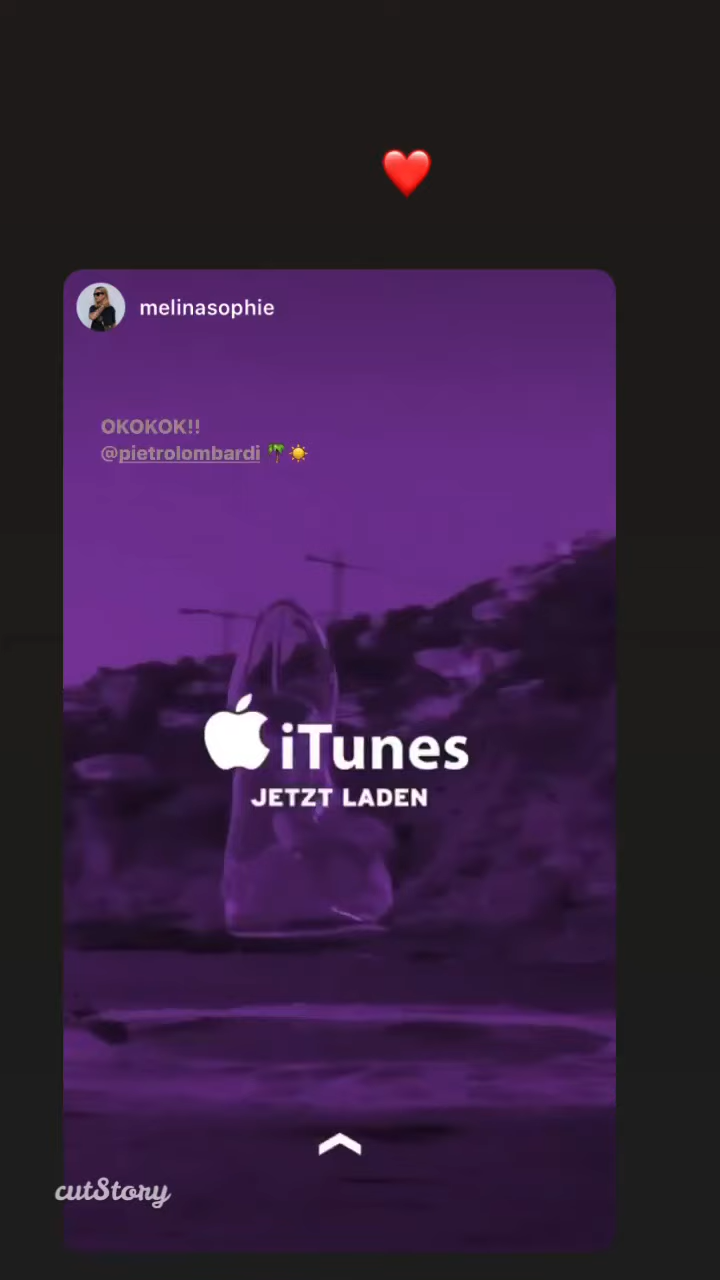 melinasophie
OKOKOK!!
@pietrolombardi 🌴☀️
iTunes
JETZT LADEN
cutStory